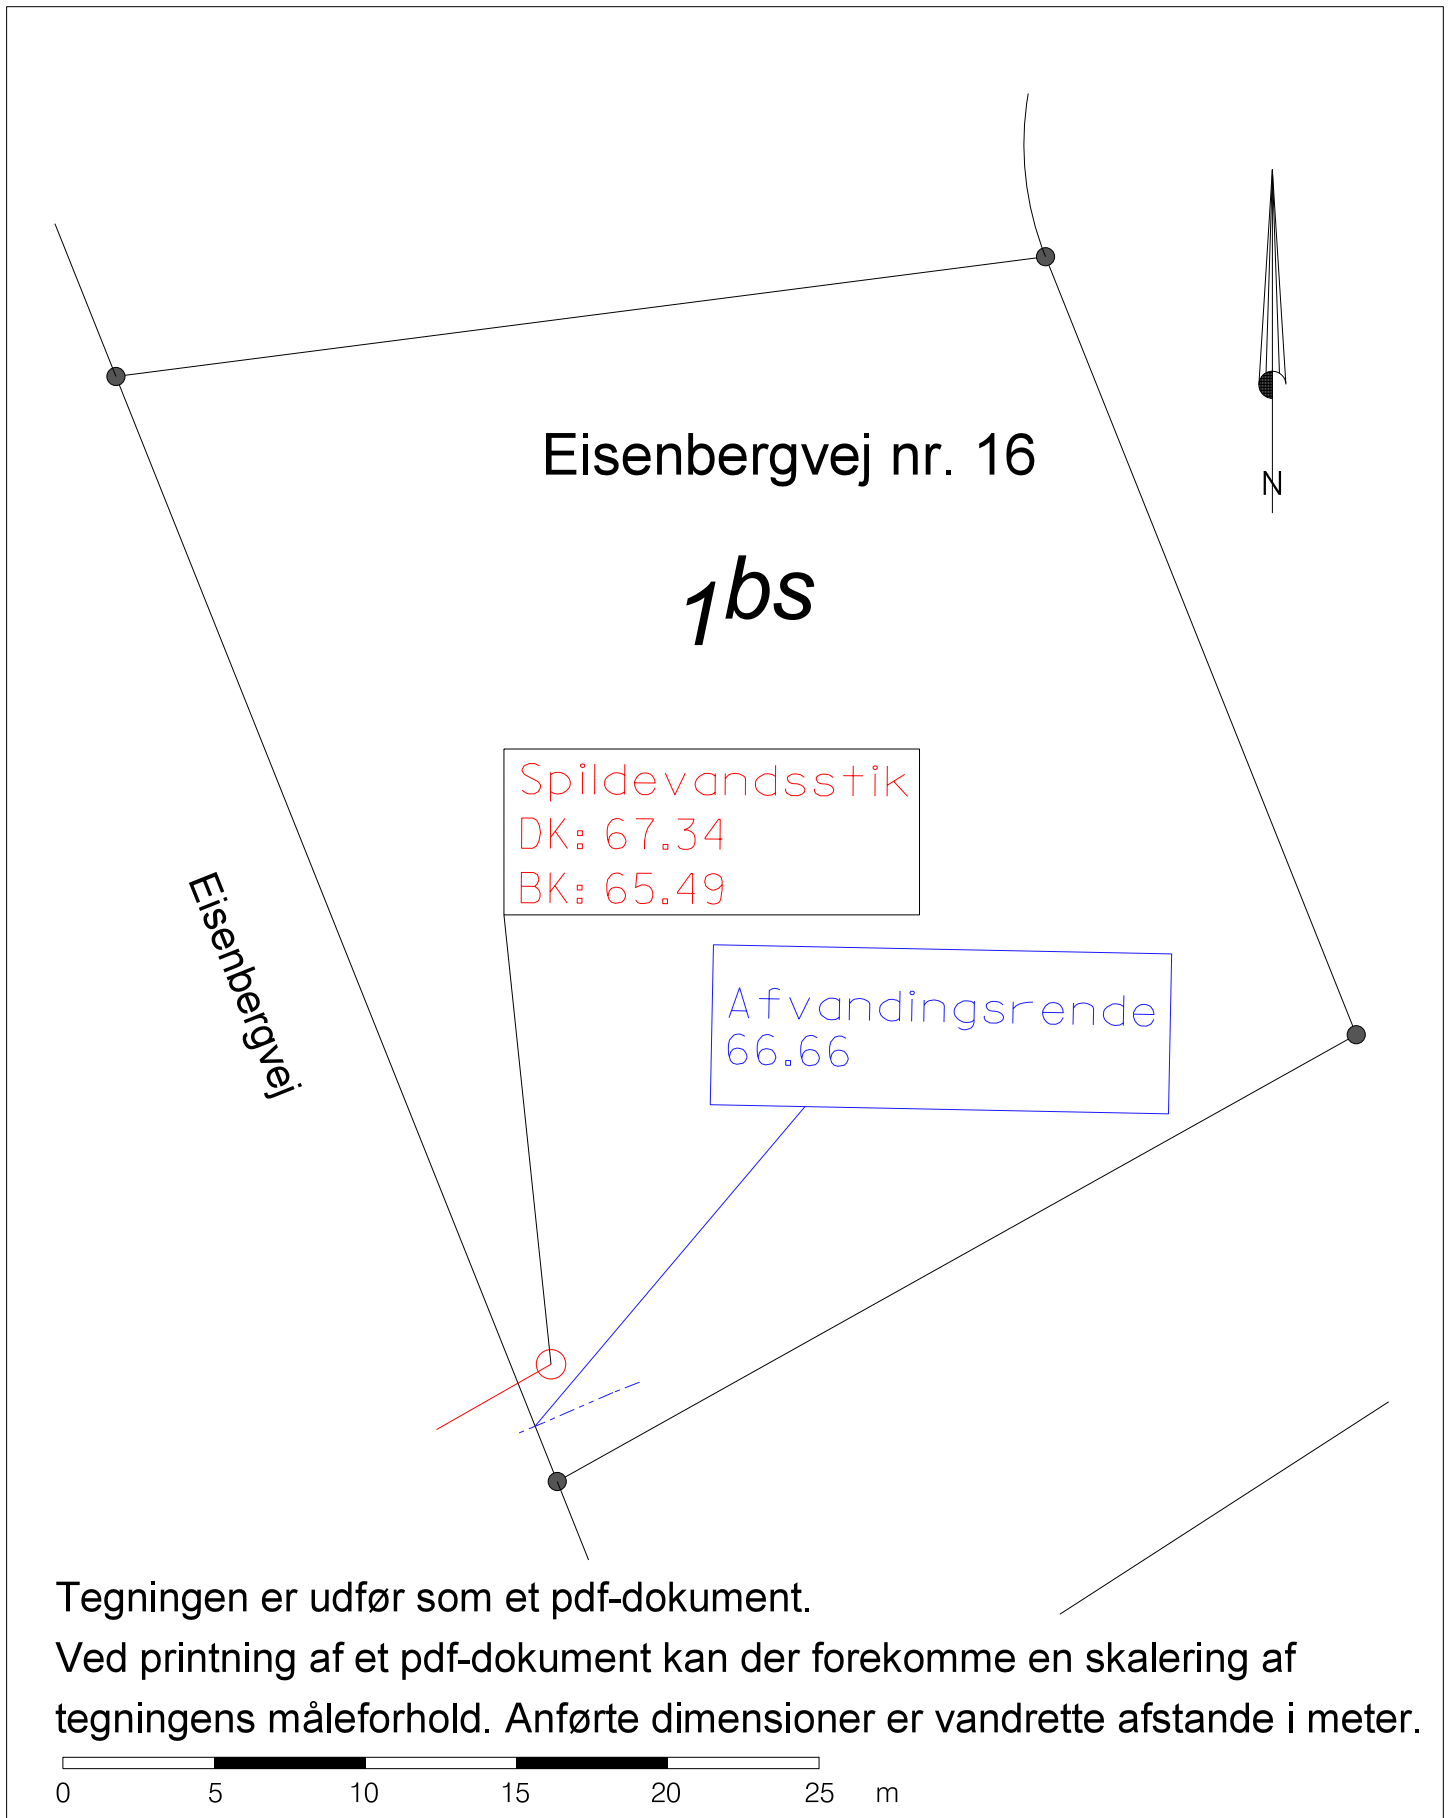 Eisenbergvej nr. 16
N
1bs
Spildevandsstik
DK: 67.34
BK: 65.49
Eisenbergvej
Afvandingsrende
66.66
Tegningen er udfør som et pdf-dokument.
Ved printning af et pdf-dokument kan der forekomme en skalering af
tegningens måleforhold. Anførte dimensioner er vandrette afstande i meter.
0 5 10 15 20 25 m